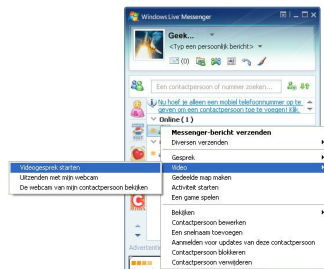 Windows Live Messenger
Geek...
<Typ een persoonlijk bericht>
(0)
Een contactpersoon of nummer zoeken...
Nu hoef je alleen een mobiel telefoonnummer op te
geven om een contactpersoon toe te voegen! Klik
Online (1)
Messenger-bericht verzenden
Diversen verzenden
Gesprek
Video
Videogesprek starten
Uitzenden met mijn webcam
De webcam van mijn contactpersoon bekijken
Gedeelde map maken
Activiteit starten
Een game spelen
Bekijken
Contactpersoon bewerken
Een snelnaam toevoegen
Aanmelden voor updates van deze contactpersoon
Contactpersoon blokkeren
Contactpersoon verwijderen
Advertentie